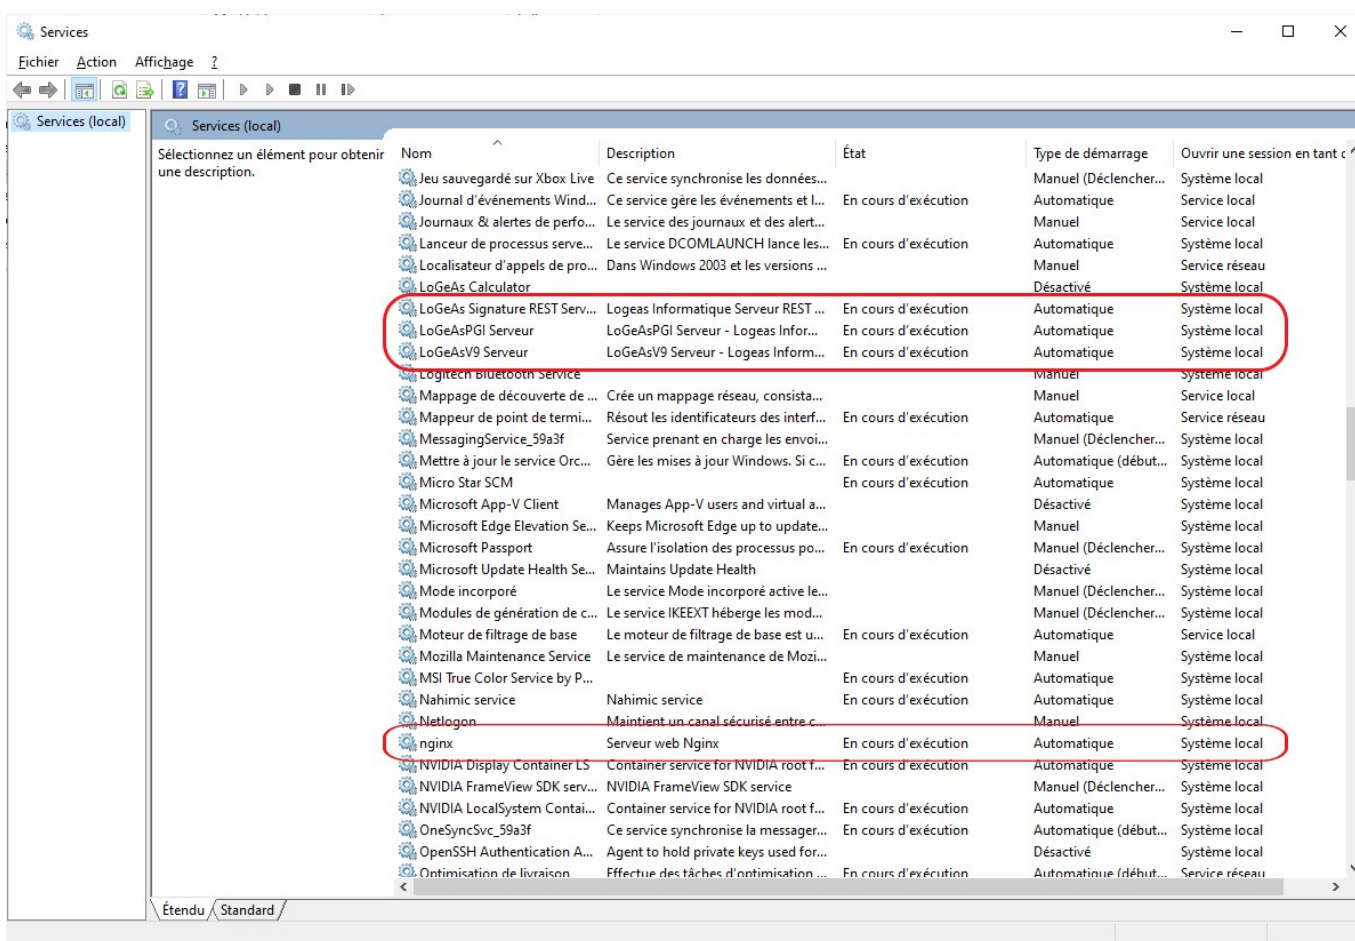 Services
Fichier Action Affichage ?
Services (local)
Services (local)
Sélectionnez un élément pour obtenir
une description.
Nom Description État Type de démarrage Ouvrir une session en tant
Jeu sauvegardé sur Xbox Live Ce service synchronise les données... Manuel (Déclencher... Système local
Journal d'événements Wind... Ce service gère les événements et l... En cours d'exécution Automatique Service local
Journaux & alertes de perfo... Le service des journaux et des alert... Manuel Service local
Lanceur de processus serve... Le service DCOMLAUNCH lance les... En cours d'exécution Automatique Système local
Localisateur d'appels de pro... Dans Windows 2003 et les versions ... Manuel Service réseau
LoGeAs Calculator Désactivé Système local
LoGeAs Signature REST Serv... Logeas Informatique Serveur REST ... En cours d'exécution Automatique Système local
LoGeAsPGI Serveur LoGeAsPGI Serveur - Logeas Infor... En cours d'exécution Automatique Système local
LoGeAsV9 Serveur LoGeAsV9 Serveur - Logeas Inform... En cours d'exécution Automatique Système local
Logitech Bluetooth Service Manuel Système local
Mappage de découverte de ... Crée un mappage réseau, consista... Manuel Service local
Mappeur de point de termi... Résout les identificateurs des interf... En cours d'exécution Automatique Service réseau
MessagingService_59a3f Service prenant en charge les envoi... Manuel (Déclencher... Système local
Mettre à jour le service Orc... Gère les mises à jour Windows. Si c... En cours d'exécution Automatique (début... Système local
Micro Star SCM En cours d'exécution Automatique Système local
Microsoft App-V Client Manages App-V users and virtual a... Désactivé Système local
Microsoft Edge Elevation Se... Keeps Microsoft Edge up to update... Manuel Système local
Microsoft Passport Assure l'isolation des processus po... En cours d'exécution Manuel (Déclencher... Système local
Microsoft Update Health Se... Maintains Update Health Désactivé Système local
Mode incorporé Le service Mode incorporé active le... Manuel (Déclencher... Système local
Modules de génération de c... Le service IKEEXT héberge les mod... Manuel (Déclencher... Système local
Moteur de filtrage de base Le moteur de filtrage de base est u... En cours d'exécution Automatique Service local
Mozilla Maintenance Service Le service de maintenance de Mozi... Manuel Système local
MSI True Color Service by P... En cours d'exécution Automatique Système local
Nahimic service Nahimic service En cours d'exécution Automatique Système local
Netlogon Maintient un canal sécurisé entre c... Manuel Système local
nginx Serveur web Nginx En cours d'exécution Automatique Système local
NVIDIA Display Container LS Container service for NVIDIA root f... En cours d'exécution Automatique Système local
NVIDIA FrameView SDK serv... NVIDIA FrameView SDK service Manuel (Déclencher... Système local
NVIDIA LocalSystem Contai... Container service for NVIDIA root f... En cours d'exécution Automatique Système local
OneSyncSvc_59a3f Ce service synchronise la messager... En cours d'exécution Automatique (début... Système local
OpenSSH Authentication A... Agent to hold private keys used for... Désactivé Système local
Optimisation de livraison Effectue des tâches d'optimisation ... En cours d'exécution Automatique (début... Service réseau
Étendu Standard